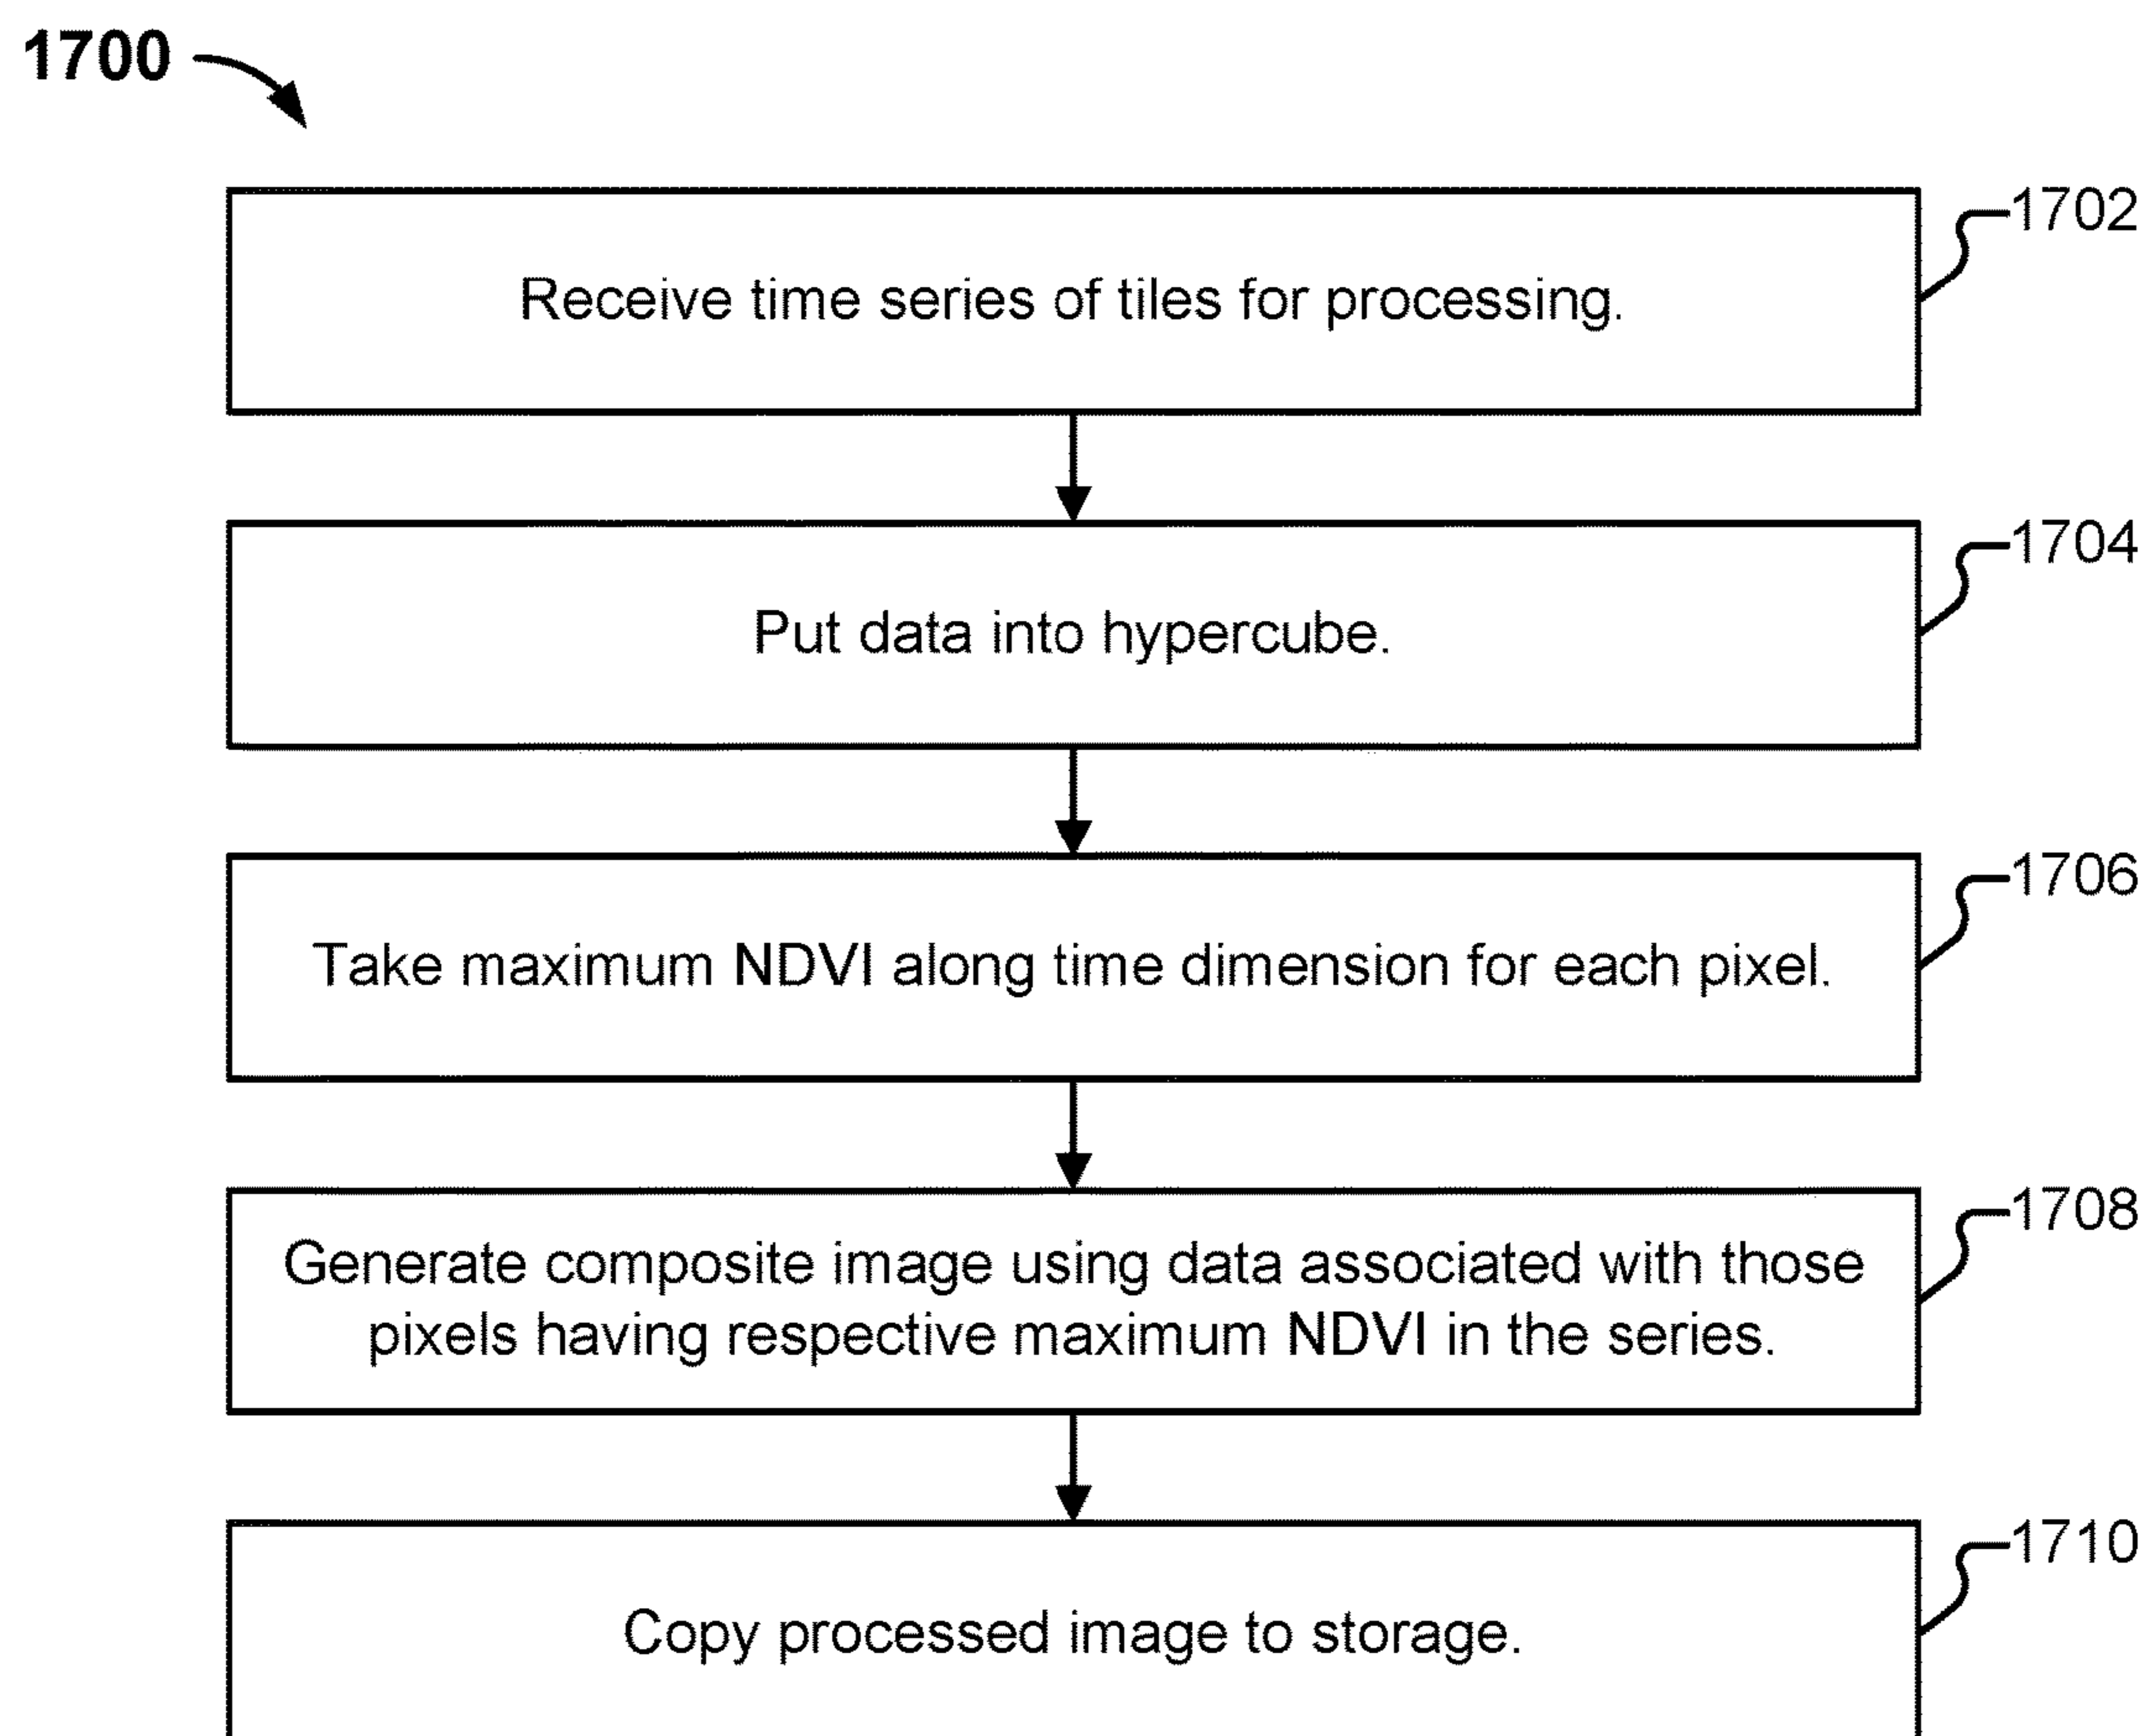 1700
1702
Receive time series of tiles for processing.
1704
Put data into hypercube.
1706
Take maximum NDVI along time dimension for each pixel.
1708
Generate composite image using data associated with those
pixels having respective maximum NDVI in the series.
1710
Copy processed image to storage.